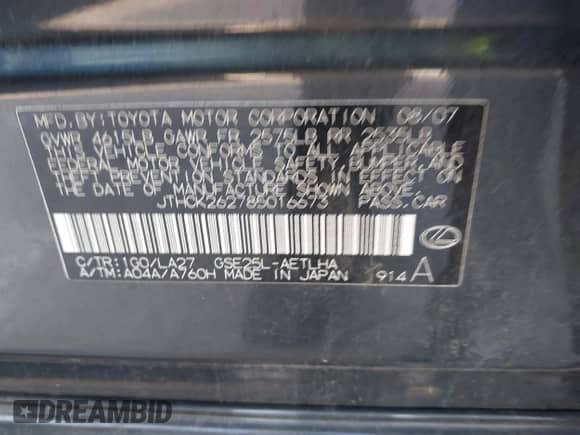 MFD.BY:TOYOTA MOTOR CORPORATION 08/07
GVWR 4615LB GAWR FR 2575LB RR 2535LB
THIS VEHICLE CONFORMS TO ALL APPLICABLE
FEDERAL MOTOR VEHICLE SAFETY, BUMPER, AND
THEFT PREVENTION STANDARDS IN EFFECT ON
THE DATE OF MANUFACTURE SHOWN ABOVE.
JTHCK262785016673 PASS.CAR
C/TR:1G0/LA27 GSE25L-AETLHA
A/TM:A04A/A760H MADE IN JAPAN 914A
DREAMBID